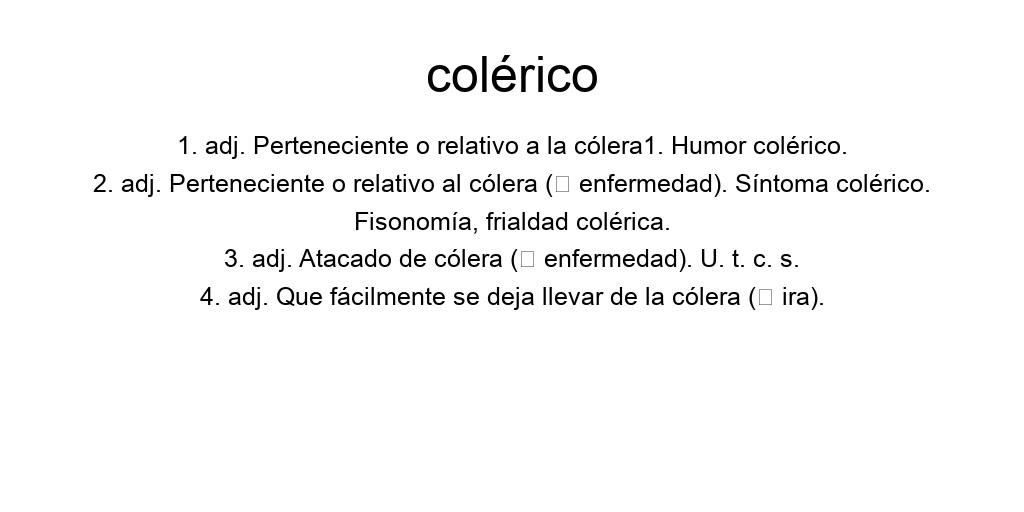 colérico
1. adj. Perteneciente o relativo a la cólera1. Humor colérico.
2. adj. Perteneciente o relativo al cólera (□ enfermedad). Síntoma colérico.
Fisonomía, frialdad colérica.
3. adj. Atacado de cólera (□ enfermedad). U. t. c. s.
4. adj. Que fácilmente se deja llevar de la cólera (□ ira).